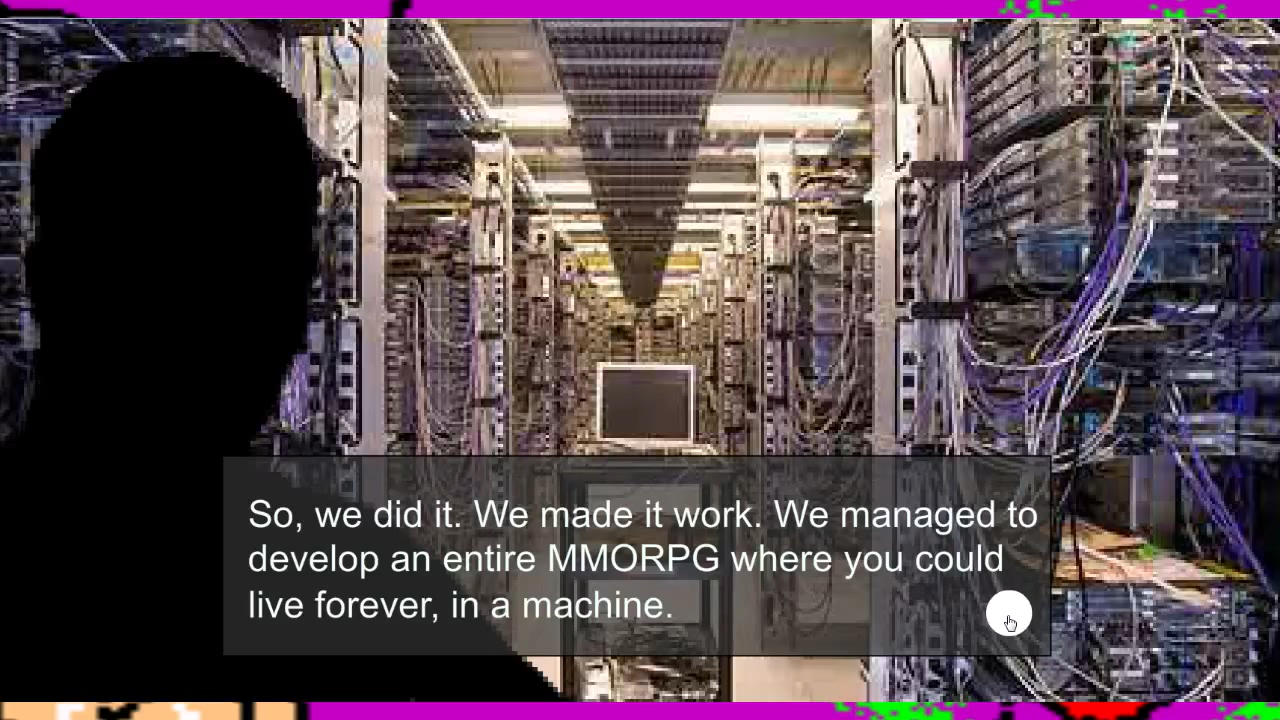 So, we did it. We made it work. We managed to
develop an entire MMORPG where you could
live forever, in a machine.